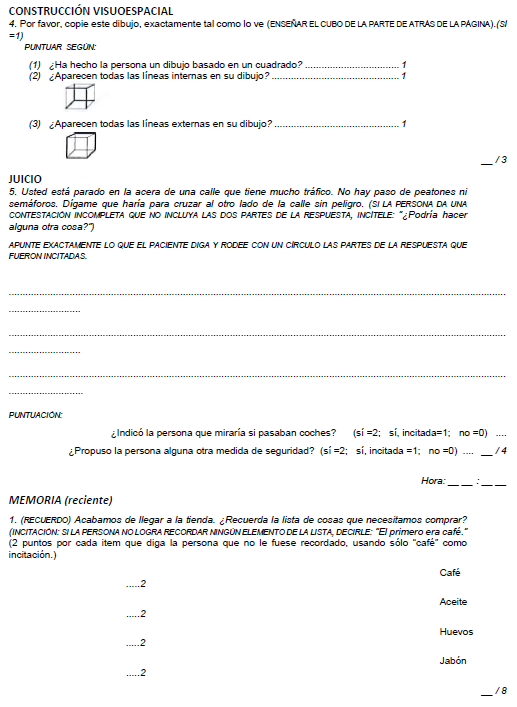 CONSTRUCCIÓN VISUOESPACIAL
4. Por favor, copie este dibujo, exactamente tal como lo ve (ENSEÑAR EL CUBO DE LA PARTE DE ATRÁS DE LA PÁGINA).(SI
=1)
PUNTUAR SEGÚN:
(1) ¿Ha hecho la persona un dibujo basado en un cuadrado? .................................. 1
(2) ¿Aparecen todas las líneas internas en su dibujo? .............................................. 1
(3) ¿Aparecen todas las líneas externas en su dibujo? ............................................. 1
__ / 3
JUICIO
5. Usted está parado en la acera de una calle que tiene mucho tráfico. No hay paso de peatones ni
semáforos. Dígame que haría para cruzar al otro lado de la calle sin peligro. (SI LA PERSONA DA UNA
CONTESTACIÓN INCOMPLETA QUE NO INCLUYA LAS DOS PARTES DE LA RESPUESTA, INCÍTELE: "¿Podría hacer
alguna otra cosa?")
APUNTE EXACTAMENTE LO QUE EL PACIENTE DIGA Y RODEE CON UN CÍRCULO LAS PARTES DE LA RESPUESTA QUE
FUERON INCITADAS.
PUNTUACIÓN:
¿Indicó la persona que miraría si pasaban coches? (sí =2; sí, incitada=1; no =0) ....
¿Propuso la persona alguna otra medida de seguridad? (sí =2; sí, incitada =1; no =0) .... __ / 4
Hora: __ __ : __ __
MEMORIA (reciente)
1. (RECUERDO) Acabamos de llegar a la tienda. ¿Recuerda la lista de cosas que necesitamos comprar?
(INCITACIÓN: SI LA PERSONA NO LOGRA RECORDAR NINGÚN ELEMENTO DE LA LISTA, DECIRLE: "El primero era café."
(2 puntos por cada item que diga la persona que no le fuese recordado, usando sólo "café" como
incitación.)
Café
.....2
Aceite
.....2
Huevos
.....2
Jabón
.....2
__ / 8